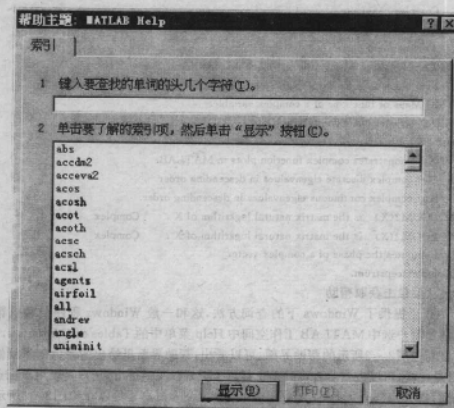 帮助主题: MATLAB Help
索引
1 键入要查找的单词的头几个字符(T)。
2 单击要了解的索引项，然后单击“显示”按钮(C)。
abs
accdm2
acceva2
acos
acosh
acot
acoth
acsc
acsch
acsl
agents
airfoil
all
andrew
angle
animinit
显示(D)
打印(P)...
取消